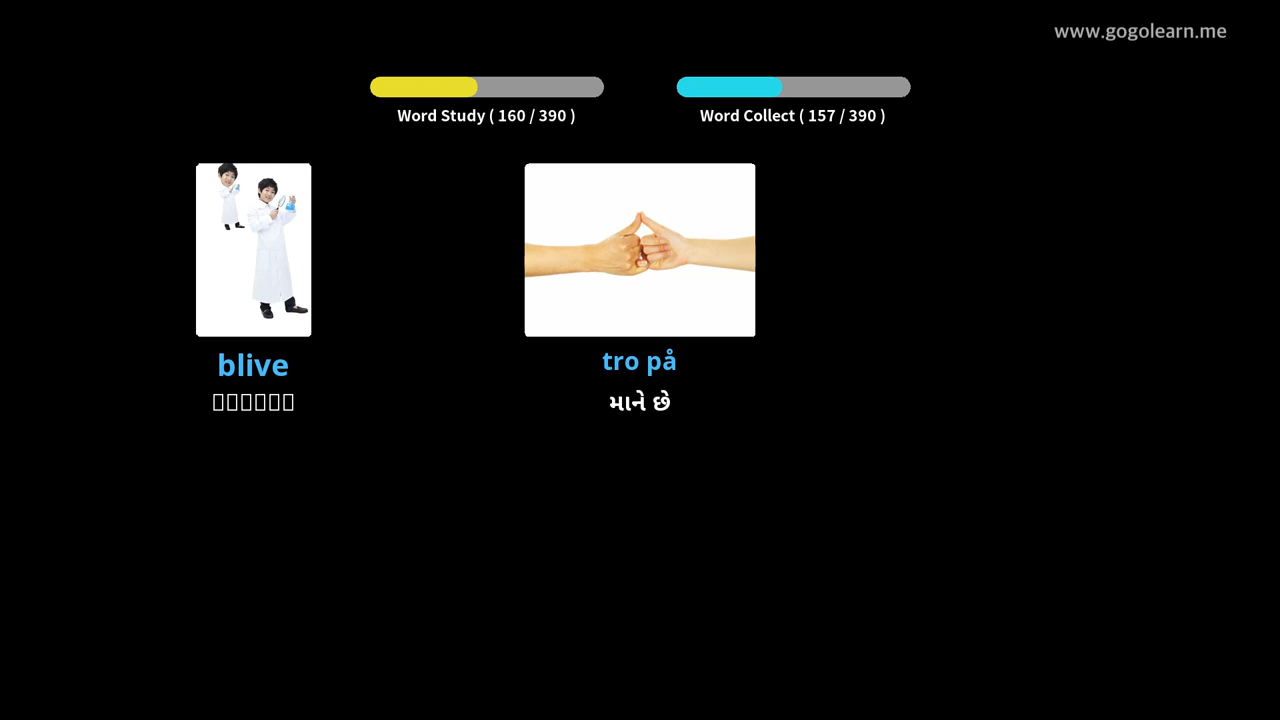 www.gogolearn.me
Word Study ( 160 / 390 )
Word Collect ( 157 / 390 )
blive
tro på
માને છે